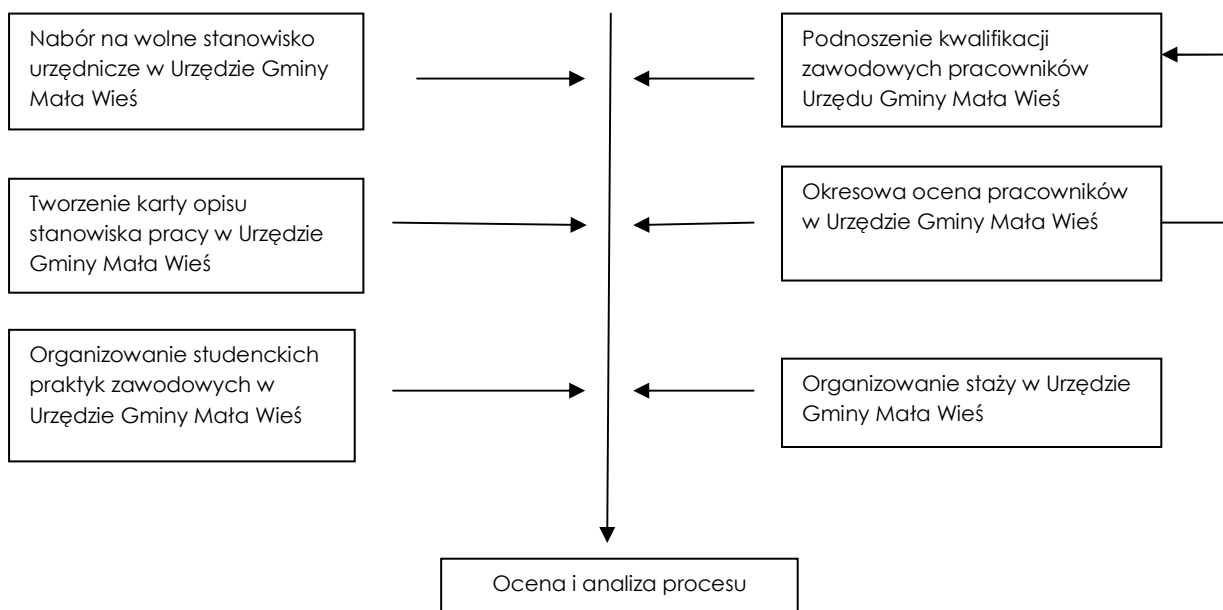 Nabór na wolne stanowisko
urzędnicze w Urzędzie Gminy
Mała Wieś
Podnoszenie kwalifikacji
zawodowych pracowników
Urzędu Gminy Mała Wieś
Tworzenie karty opisu
stanowiska pracy w Urzędzie
Gminy Mała Wieś
Okresowa ocena pracowników
w Urzędzie Gminy Mała Wieś
Organizowanie studenckich
praktyk zawodowych w
Urzędzie Gminy Mała Wieś
Organizowanie staży w Urzędzie
Gminy Mała Wieś
Ocena i analiza procesu